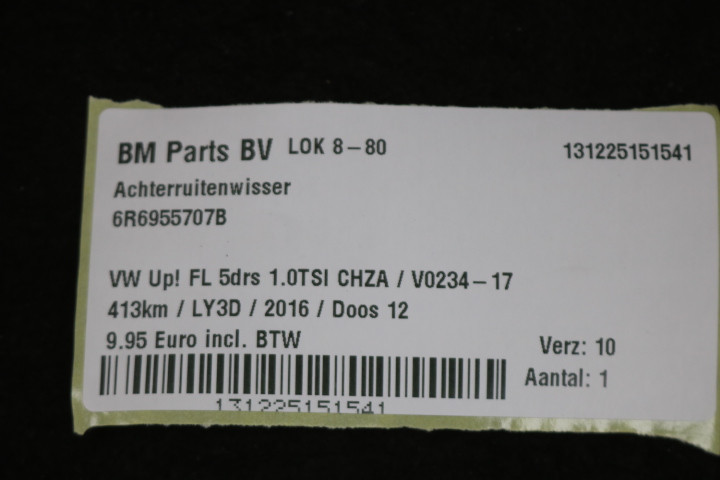 BM Parts BV LOK 8-80 131225151541
Achterruitenwisser
6R6955707B
VW Up! FL 5drs 1.0TSI CHZA / V0234-17
413km / LY3D / 2016 / Doos 12
9.95 Euro incl. BTW Verz: 10
Aantal: 1
131225151541